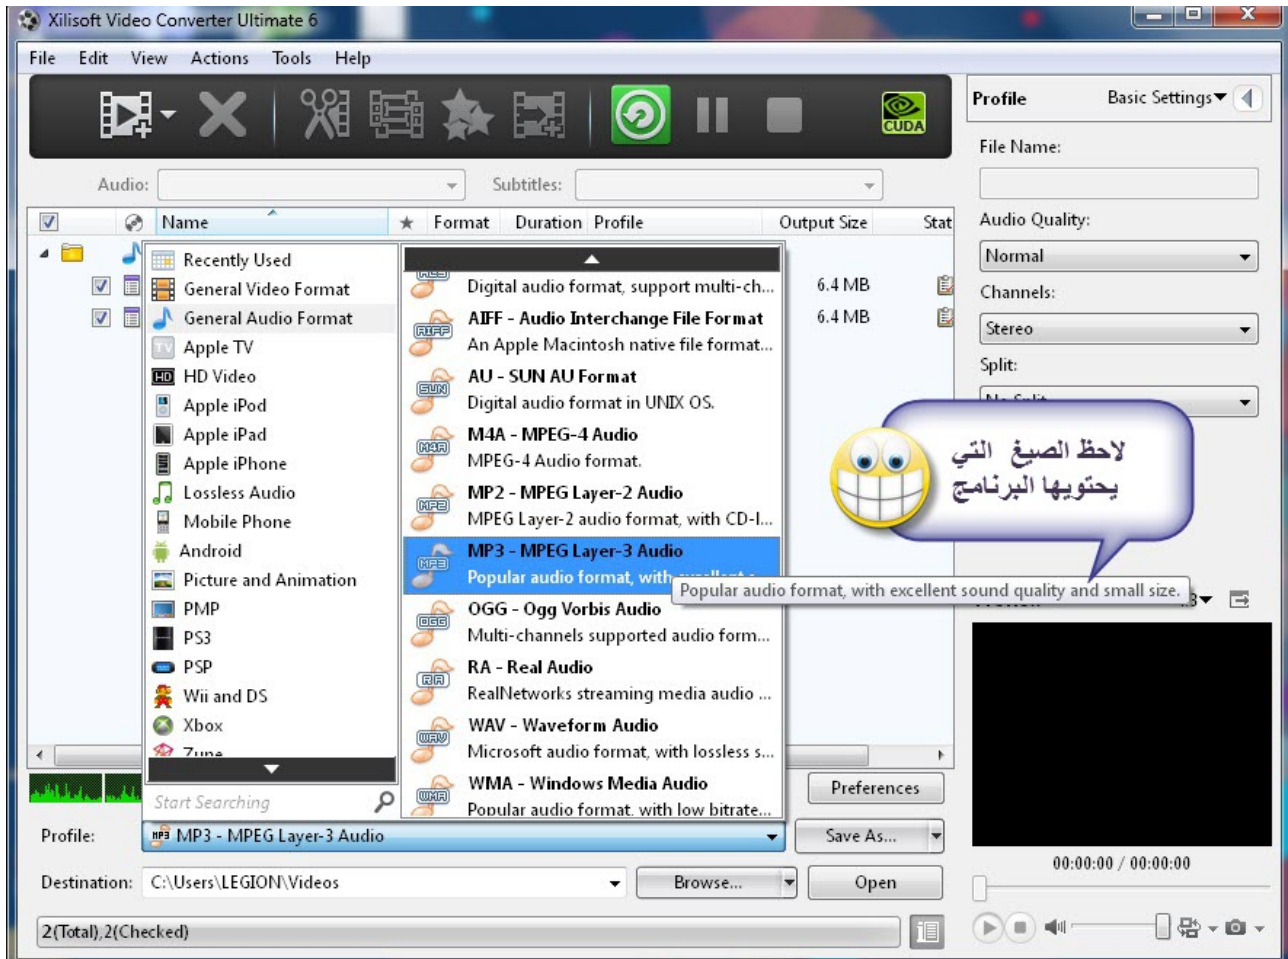 Xilisoft Video Converter Ultimate 6
File Edit View Actions Tools Help
CUDA
Profile Basic Settings
File Name:
Audio: Subtitles:
Name Format Duration Profile Output Size Stat
Audio Quality:
Normal
Channels:
Stereo
Split:
6.4 MB
6.4 MB
Recently Used
General Video Format
General Audio Format
Apple TV
HD Video
Apple iPod
Apple iPad
Apple iPhone
Lossless Audio
Mobile Phone
Android
Picture and Animation
PMP
PS3
PSP
Wii and DS
Xbox
Start Searching
Digital audio format, support multi-ch...
AIFF - Audio Interchange File Format
An Apple Macintosh native file format...
AU - SUN AU Format
Digital audio format in UNIX OS.
M4A - MPEG-4 Audio
MPEG-4 Audio format.
MP2 - MPEG Layer-2 Audio
MPEG Layer-2 audio format, with CD-I...
MP3 - MPEG Layer-3 Audio
Popular audio format, with
Popular audio format, with excellent sound quality and small size.
OGG - Ogg Vorbis Audio
Multi-channels supported audio form...
RA - Real Audio
RealNetworks streaming media audio ...
WAV - Waveform Audio
Microsoft audio format, with lossless s...
WMA - Windows Media Audio
Popular audio format, with low bitrate...
لاحظ الصيغ التي
يحتويها البرنامج
Preferences
Profile: MP3 - MPEG Layer-3 Audio Save As...
Destination: C:\Users\LEGION\Videos Browse... Open
2(Total),2(Checked)
00:00:00 / 00:00:00